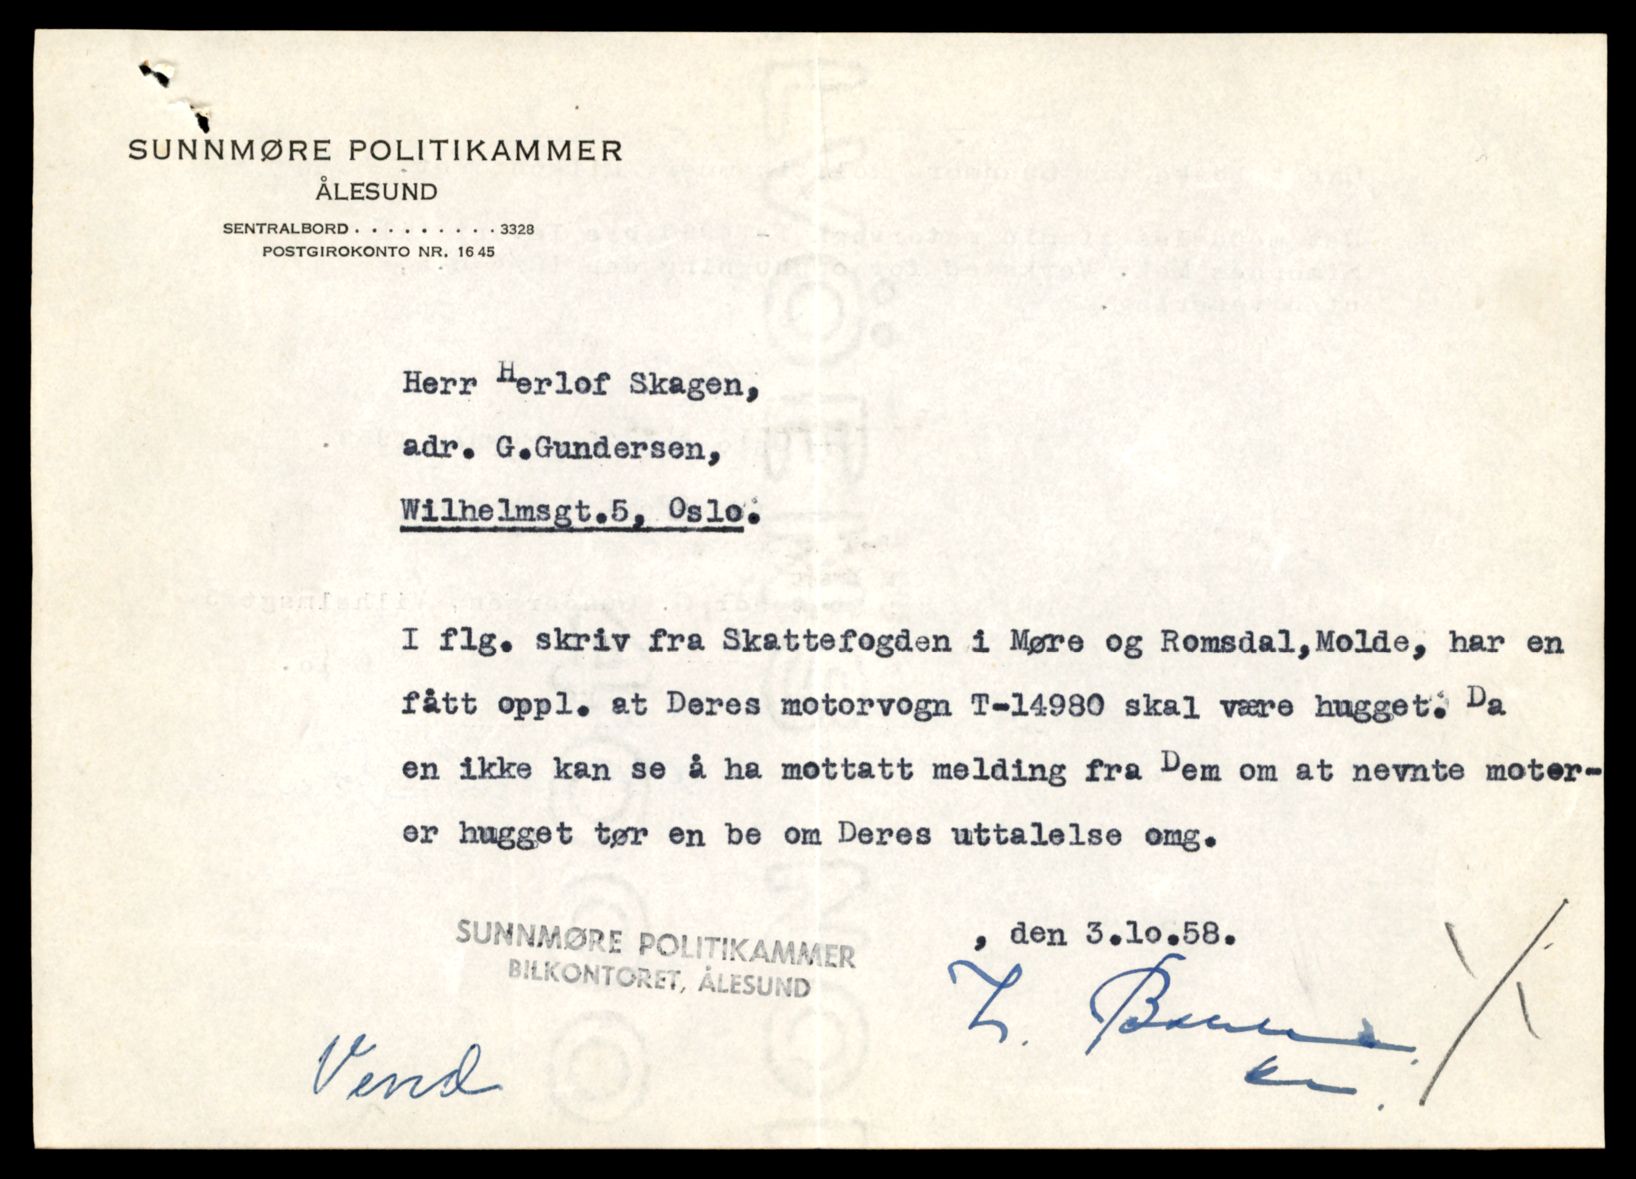 SUNNMØRE POLITIKAMMER
ÅLESUND
SENTRALBORD . . . . . . . . . 3328
POSTGIROKONTO NR. 1645
Herr Herlof Skagen,
adr. G.Gundersen,
Wilhelmsgt.5, Oslo.
I flg. skriv fra Skattefogden i Møre og Romsdal,Molde, har en
fått oppl. at Deres motorvogn T-14980 skal være hugget. Da
en ikke kan se å ha mottatt melding fra Dem om at nevnte motor-
er hugget tør en be om Deres uttalelse omg.
, den 3.lo.58.
SUNNMØRE POLITIKAMMER
BILKONTORET, ÅLESUND
Vend